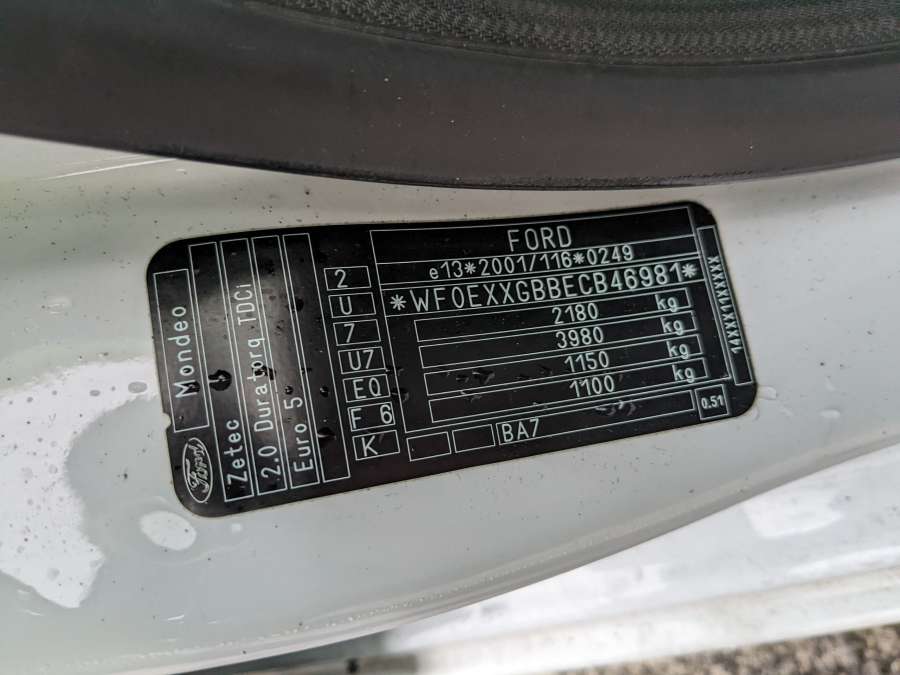 FORD
e13*2001/116*0249
*WF0EXXGBBECB46981*
2180 kg
3980 kg
1150 kg
1100 kg
BA7
0.51
14XXX11XXXXX
2
U
7
U7
EQ
F 6
K
Mondeo
Ford
Zetec
2.0 Duratorq TDCi
Euro 5